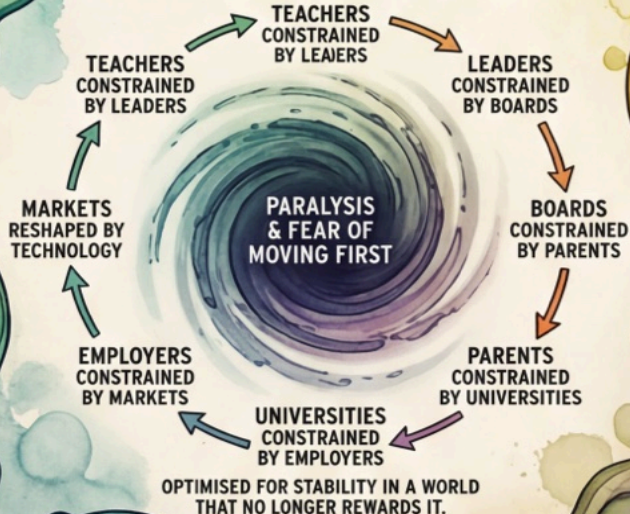 TEACHERS
CONSTRAINED
BY LEAJERS
LEADERS
CONSTRAINED
BY BOARDS
BOARDS
CONSTRAINED
BY PARENTS
PARENTS
CONSTRAINED
BY UNIVERSITIES
UNIVERSITIES
CONSTRAINED
BY EMPLOYERS
EMPLOYERS
CONSTRAINED
BY MARKETS
MARKETS
RESHAPED BY
TECHNOLOGY
TEACHERS
CONSTRAINED
BY LEADERS
PARALYSIS
& FEAR OF
MOVING FIRST
OPTIMISED FOR STABILITY IN A WORLD
THAT NO LONGER REWARDS IT.